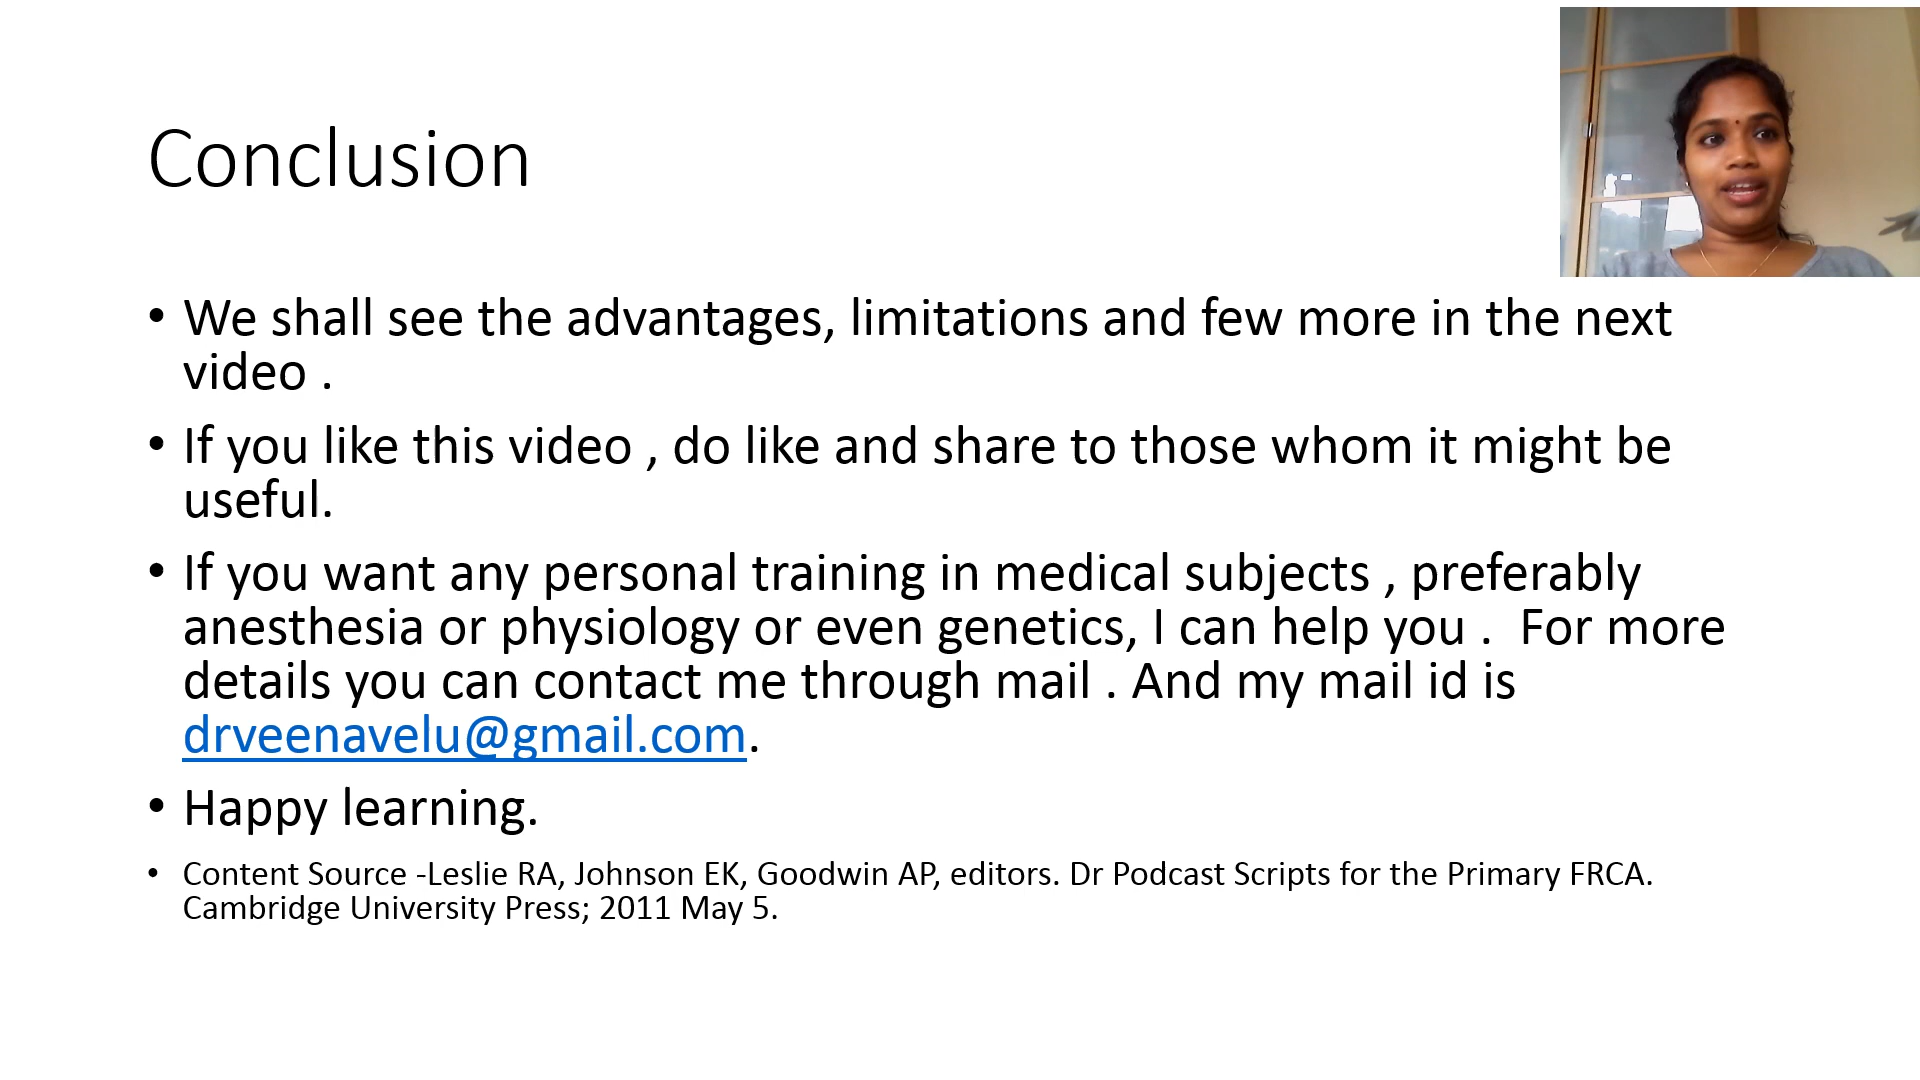 Conclusion
• We shall see the advantages, limitations and few more in the next
video .
• If you like this video , do like and share to those whom it might be
useful.
• If you want any personal training in medical subjects , preferably
anesthesia or physiology or even genetics, I can help you .  For more
details you can contact me through mail . And my mail id is
drveenavelu@gmail.com.
• Happy learning.
• Content Source -Leslie RA, Johnson EK, Goodwin AP, editors. Dr Podcast Scripts for the Primary FRCA.
Cambridge University Press; 2011 May 5.